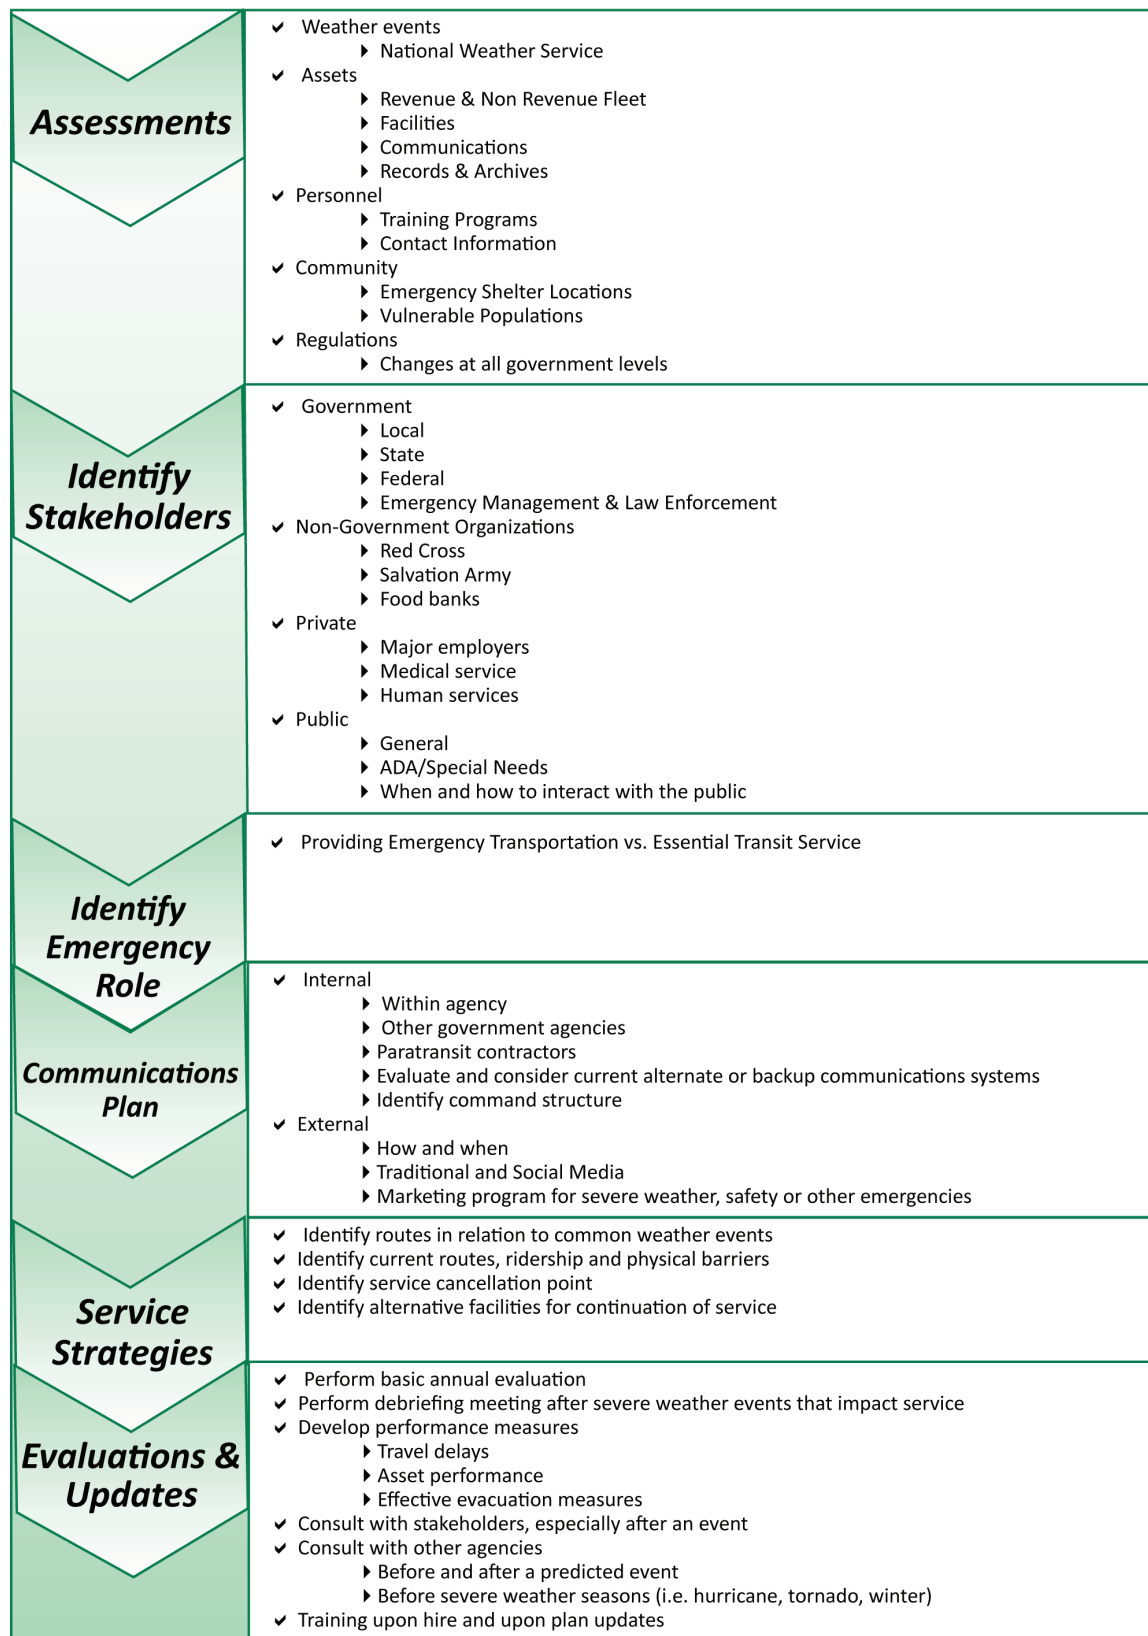 Assessments
Weather events
National Weather Service
Assets
Revenue & Non Revenue Fleet
Facilities
Communications
Records & Archives
Personnel
Training Programs
Contact Information
Community
Emergency Shelter Locations
Vulnerable Populations
Regulations
Changes at all government levels
Identify
Stakeholders
Government
Local
State
Federal
Emergency Management & Law Enforcement
Non-Government Organizations
Red Cross
Salvation Army
Food banks
Private
Major employers
Medical service
Human services
Public
General
ADA/Special Needs
When and how to interact with the public
Identify
Emergency
Role
Providing Emergency Transportation vs. Essential Transit Service
Communications
Plan
Internal
Within agency
Other government agencies
Paratransit contractors
Evaluate and consider current alternate or backup communications systems
Identify command structure
External
How and when
Traditional and Social Media
Marketing program for severe weather, safety or other emergencies
Service
Strategies
Identify routes in relation to common weather events
Identify current routes, ridership and physical barriers
Identify service cancellation point
Identify alternative facilities for continuation of service
Evaluations &
Updates
Perform basic annual evaluation
Perform debriefing meeting after severe weather events that impact service
Develop performance measures
Travel delays
Asset performance
Effective evacuation measures
Consult with stakeholders, especially after an event
Consult with other agencies
Before and after a predicted event
Before severe weather seasons (i.e. hurricane, tornado, winter)
Training upon hire and upon plan updates